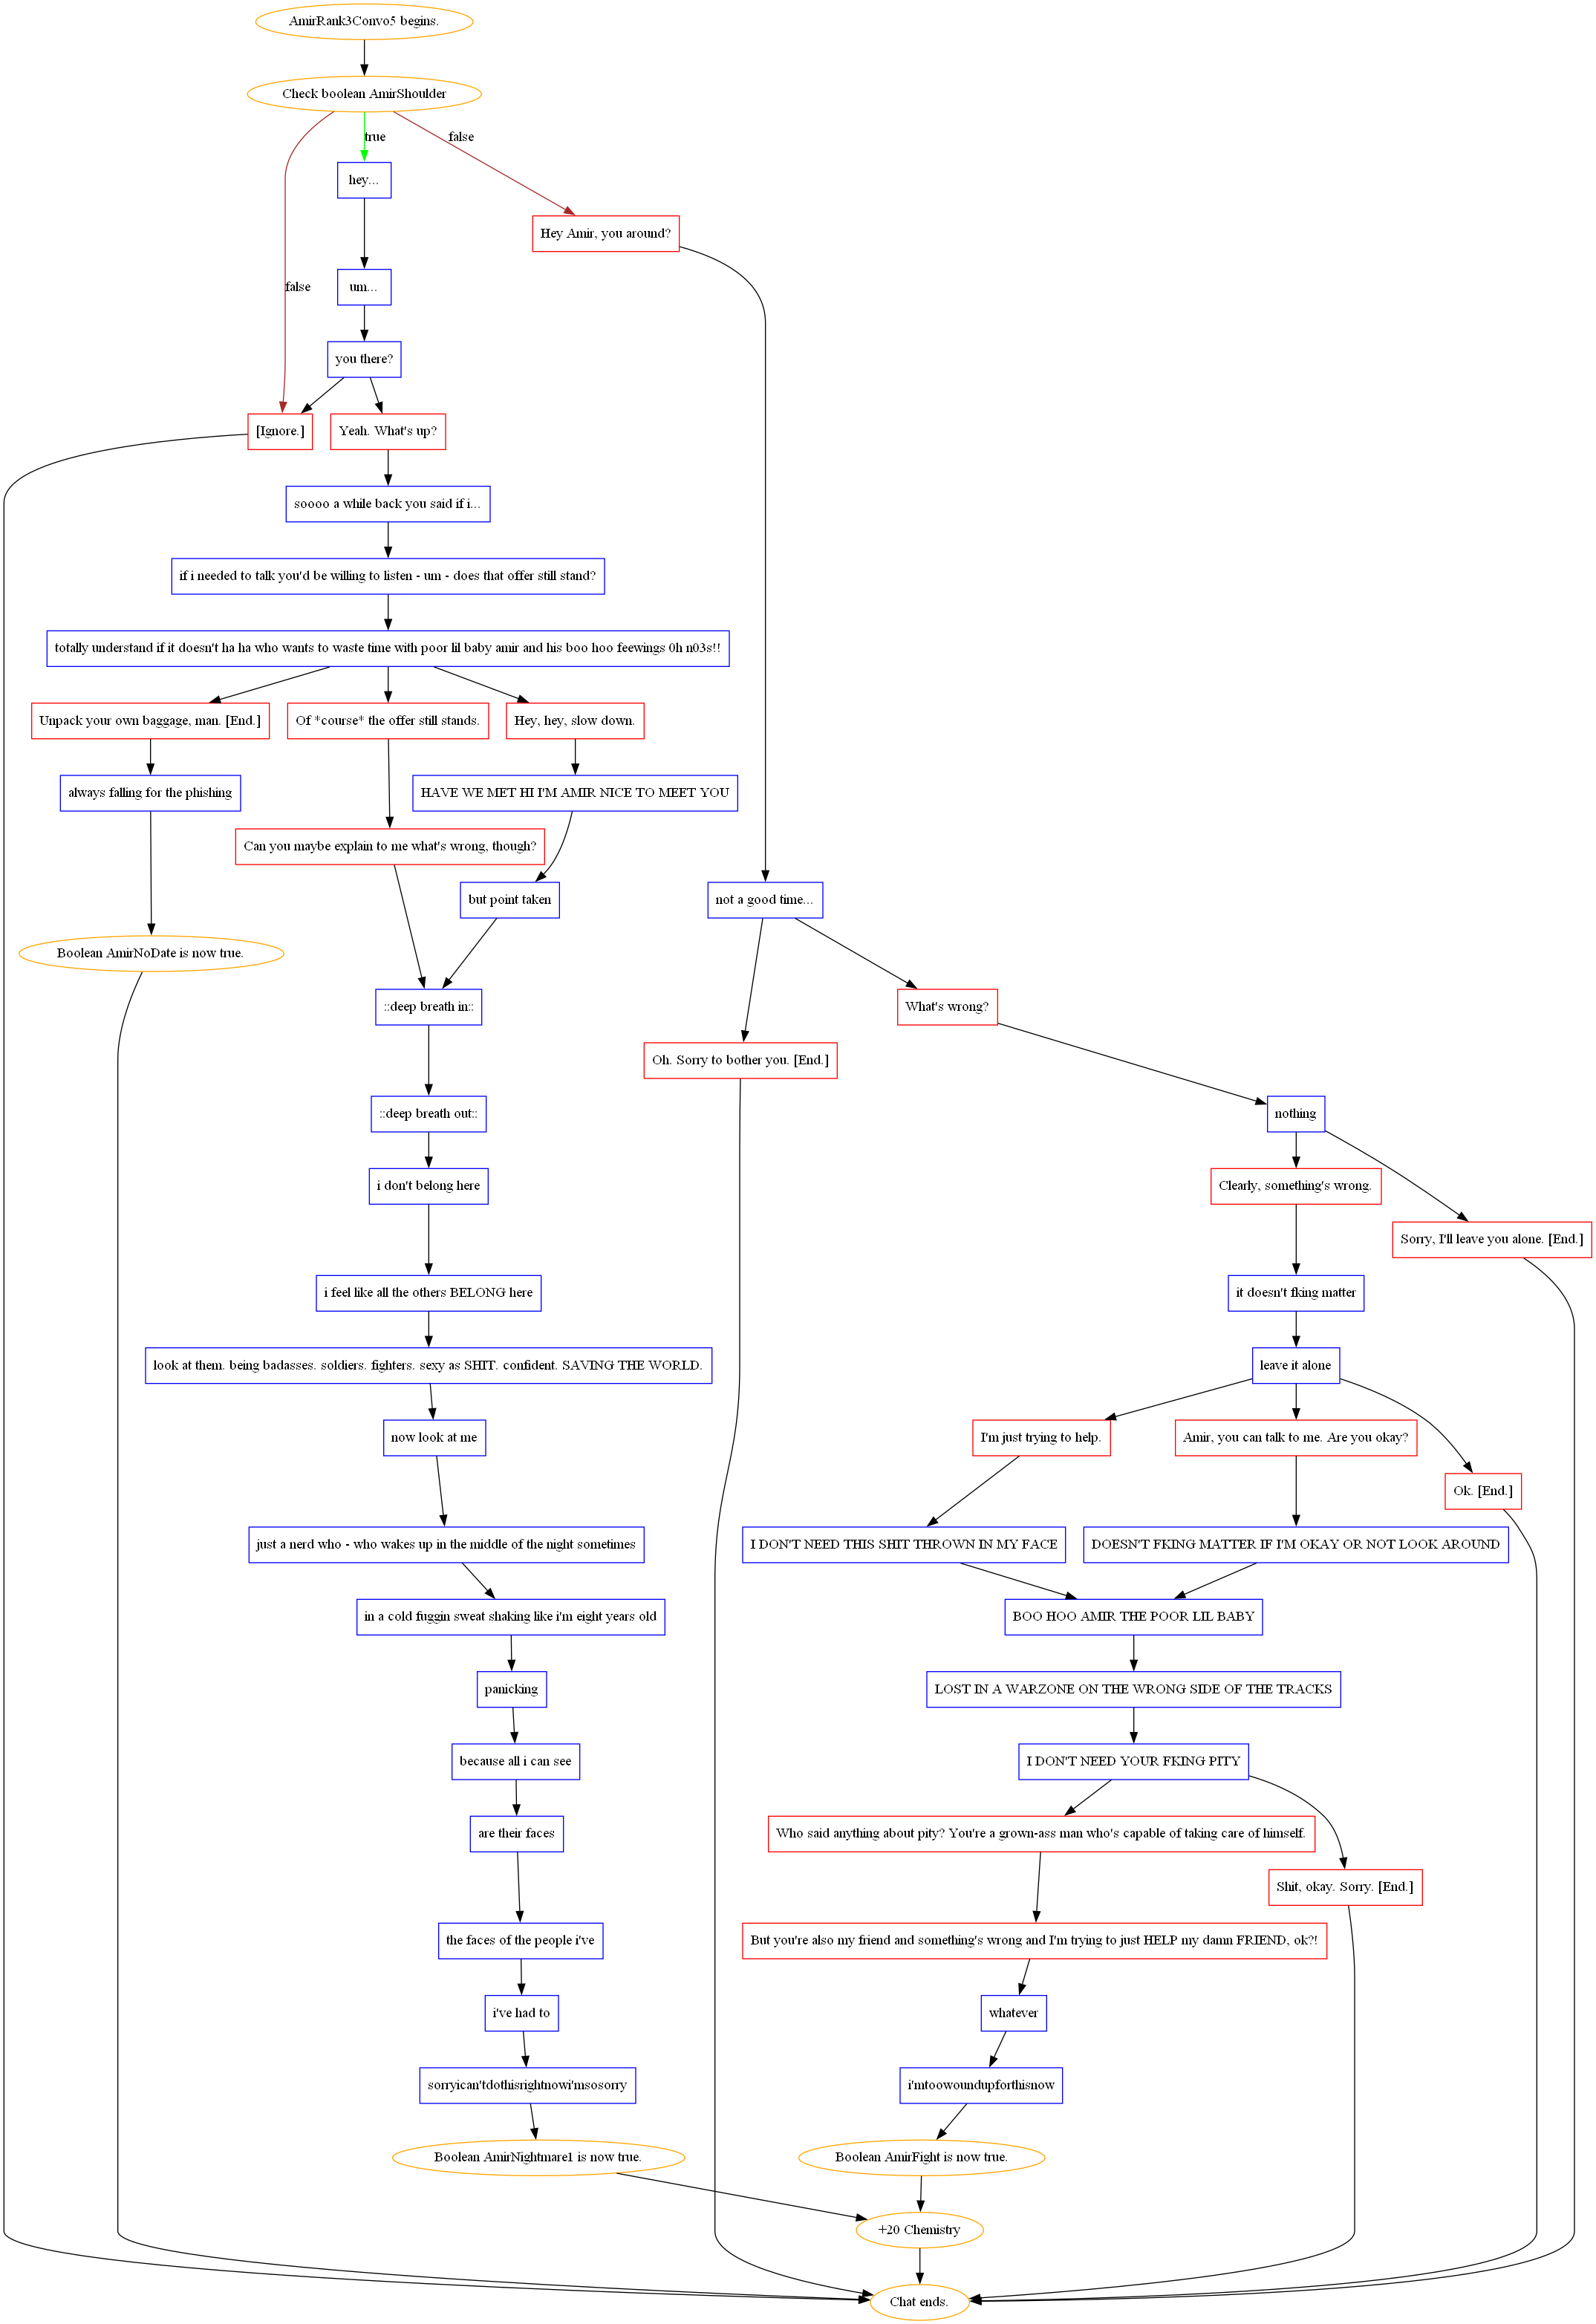 AmirRank3Convo5 begins.
Check boolean AmirShoulder
true
false
hey...
Hey Amir, you around?
um...
false
you there?
[Ignore.]
Yeah. What's up?
soooo a while back you said if i...
if i needed to talk you'd be willing to listen - um - does that offer still stand?
totally understand if it doesn't ha ha who wants to waste time with poor lil baby amir and his boo hoo feewings 0h n03s!!
Unpack your own baggage, man. [End.]
Of *course* the offer still stands.
Hey, hey, slow down.
always falling for the phishing
HAVE WE MET HI I'M AMIR NICE TO MEET YOU
Can you maybe explain to me what's wrong, though?
but point taken
not a good time...
Boolean AmirNoDate is now true.
::deep breath in::
What's wrong?
Oh. Sorry to bother you. [End.]
::deep breath out::
nothing
i don't belong here
Clearly, something's wrong.
Sorry, I'll leave you alone. [End.]
i feel like all the others BELONG here
it doesn't fking matter
look at them. being badasses. soldiers. fighters. sexy as SHIT. confident. SAVING THE WORLD.
leave it alone
now look at me
I'm just trying to help.
Amir, you can talk to me. Are you okay?
Ok. [End.]
just a nerd who - who wakes up in the middle of the night sometimes
I DON'T NEED THIS SHIT THROWN IN MY FACE
DOESN'T FKING MATTER IF I'M OKAY OR NOT LOOK AROUND
in a cold fuggin sweat shaking like i'm eight years old
BOO HOO AMIR THE POOR LIL BABY
panicking
LOST IN A WARZONE ON THE WRONG SIDE OF THE TRACKS
because all i can see
I DON'T NEED YOUR FKING PITY
are their faces
Who said anything about pity? You're a grown-ass man who's capable of taking care of himself.
Shit, okay. Sorry. [End.]
the faces of the people i've
But you're also my friend and something's wrong and I'm trying to just HELP my damn FRIEND, ok?!
i've had to
whatever
sorryican'tdothisrightnowi'msosorry
i'mtoowoundupforthisnow
Boolean AmirNightmare1 is now true.
Boolean AmirFight is now true.
+20 Chemistry
Chat ends.